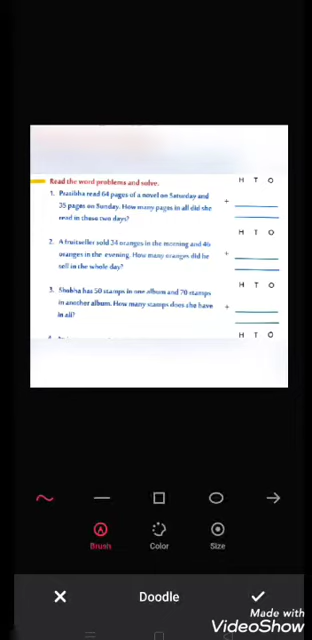 Read the word problems and solve.
H T O
1. Pratibha read 64 pages of a novel on Saturday and
35 pages on Sunday. How many pages in all did she
read in these two days?
+
H T O
2. A fruitseller sold 34 oranges in the morning and 46
oranges in the evening. How many oranges did he
sell in the whole day?
+
H T O
3. Shobha has 50 stamps in one album and 70 stamps
in another album. How many stamps does she have
in all?
+
H T O
Brush
Color
Size
Doodle
Made with
VideoShow